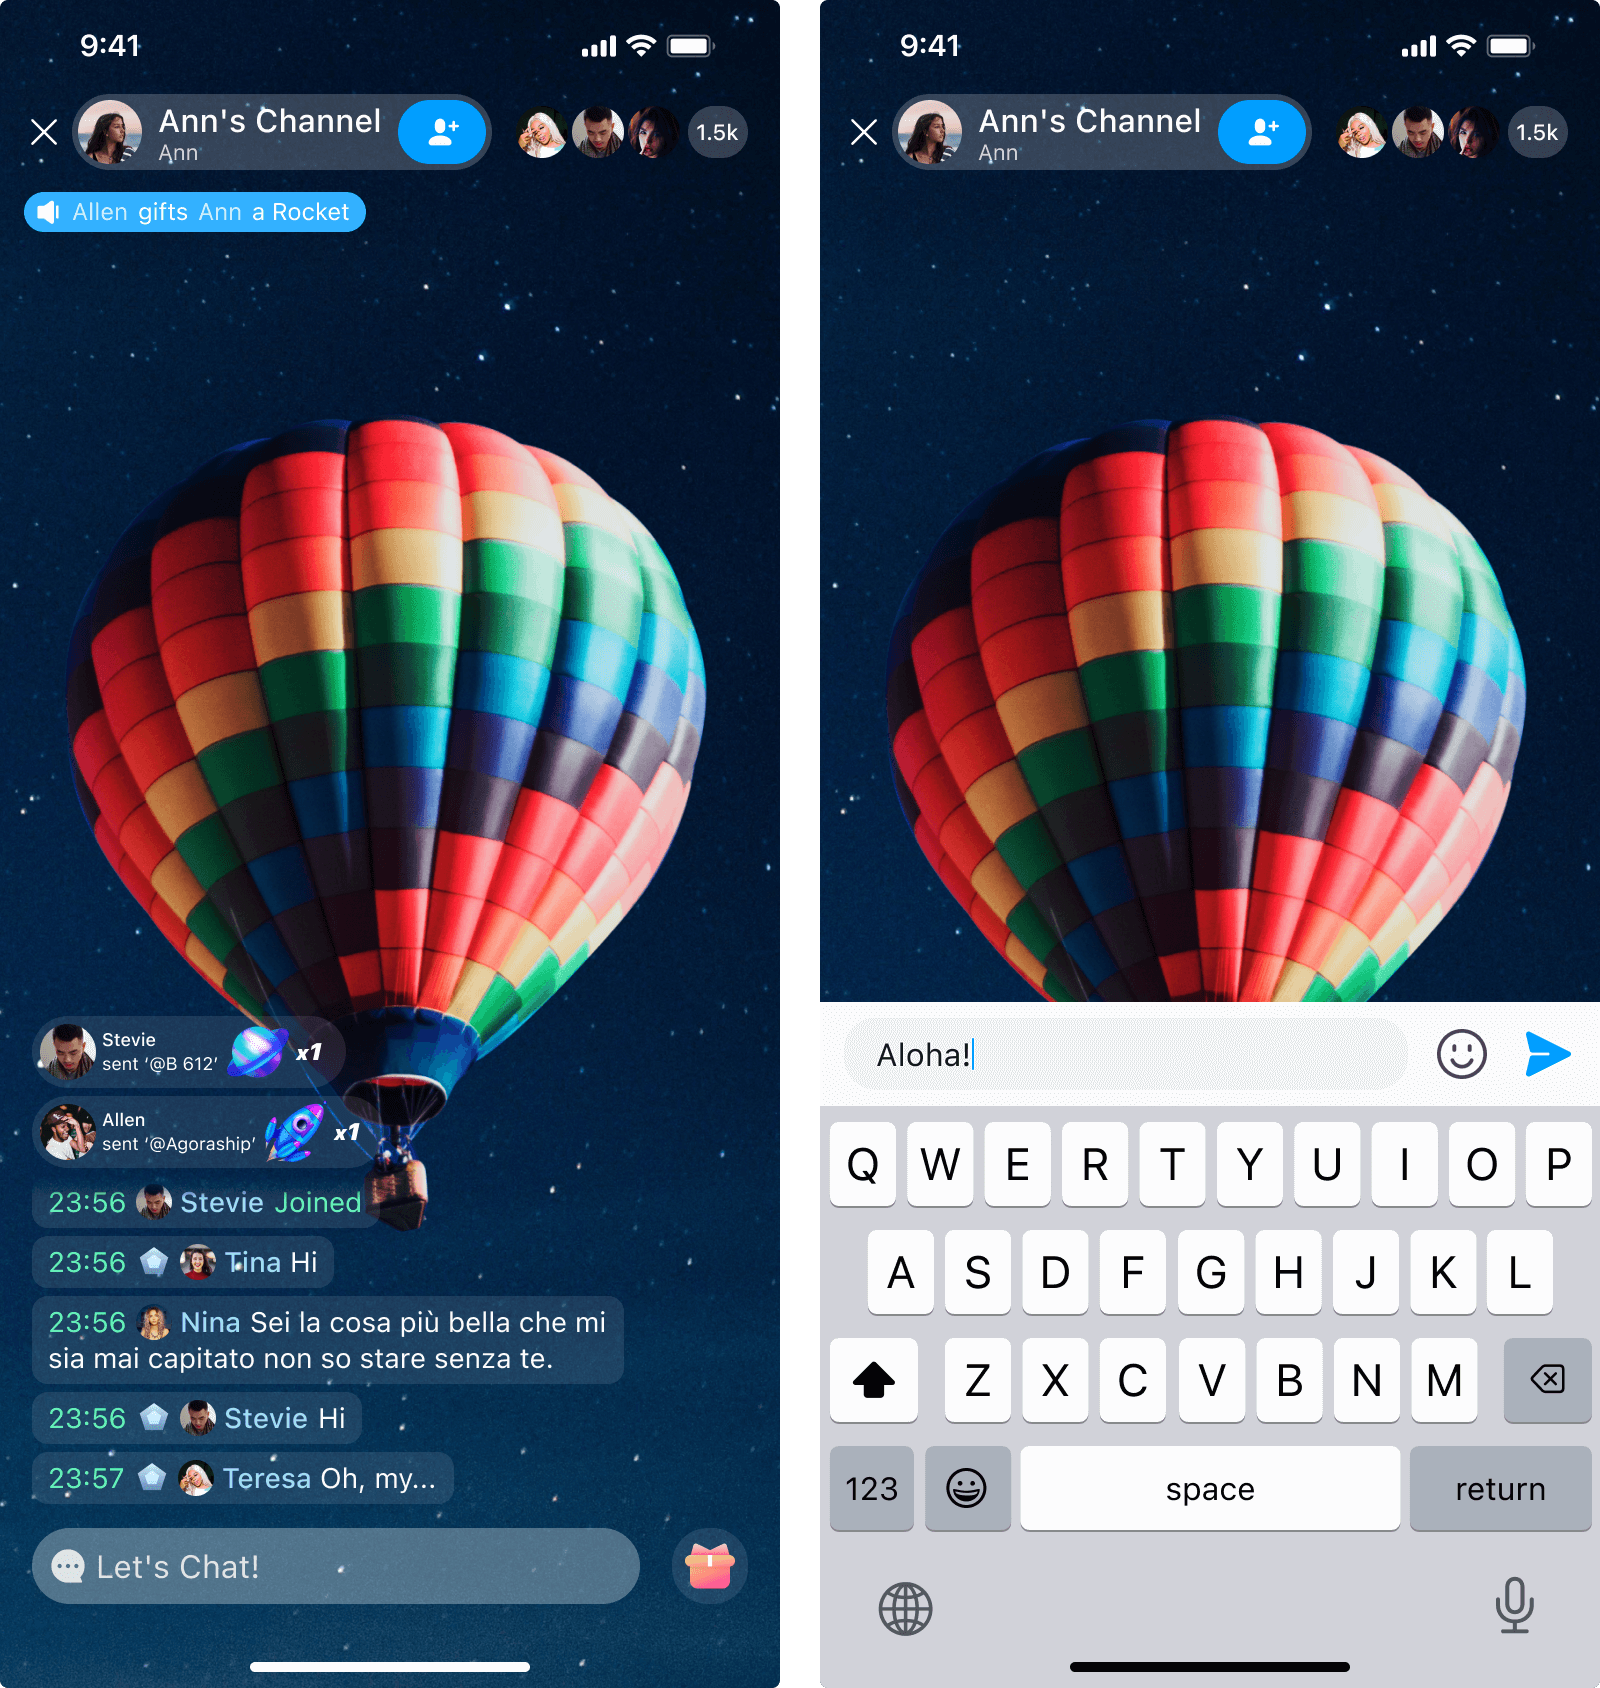 9:41
Ann's Channel
Ann
1.5k
Allen gifts Ann a Rocket
Stevie
sent ‘@B 612’
x1
Allen
sent ‘@Agoraship’
x1
23:56 Stevie Joined
23:56 Tina Hi
23:56 Nina Sei la cosa più bella che mi
sia mai capitato non so stare senza te.
23:56 Stevie Hi
23:57 Teresa Oh, my...
Let's Chat!
9:41
Ann's Channel
Ann
1.5k
Aloha!
Q W E R T Y U I O P
A S D F G H J K L
Z X C V B N M
123 space return